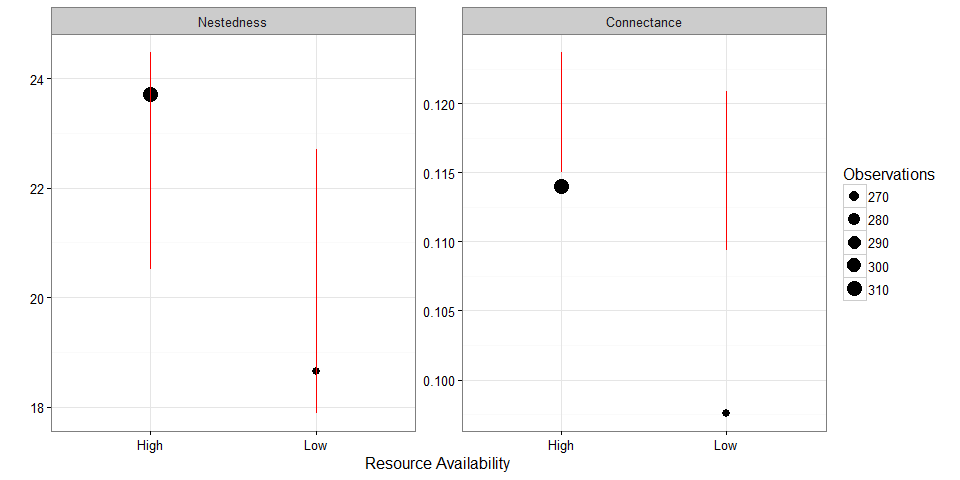 Nestedness
Connectance
24
22
20
18
0.120
0.115
0.110
0.105
0.100
High
Low
High
Low
Resource Availability
Observations
270
280
290
300
310